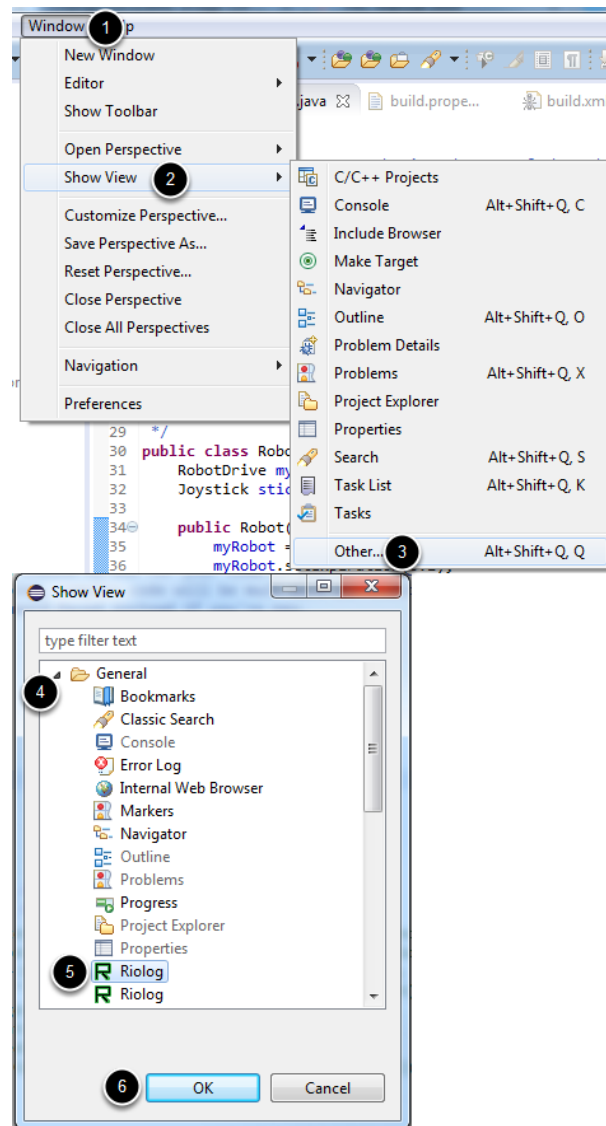 Window 1 lp
New Window
Editor
Show Toolbar
.java build.prope... build.xm
Open Perspective
Show View 2
Customize Perspective...
Save Perspective As...
Reset Perspective...
Close Perspective
Close All Perspectives
Navigation
Preferences
C/C++ Projects
Console Alt+Shift+Q, C
Include Browser
Make Target
Navigator
Outline Alt+Shift+Q, O
Problem Details
Problems Alt+Shift+Q, X
Project Explorer
Properties
Search Alt+Shift+Q, S
Task List Alt+Shift+Q, K
Tasks
Other... 3 Alt+Shift+Q, Q
29 */
30 public class Robo
31 RobotDrive my
32 Joystick stic
33
34 public Robot(
35 myRobot =
36
Show View
type filter text
4 General
Bookmarks
Classic Search
Console
Error Log
Internal Web Browser
Markers
Navigator
Outline
Problems
Progress
Project Explorer
Properties
5 Riolog
Riolog
6 OK Cancel